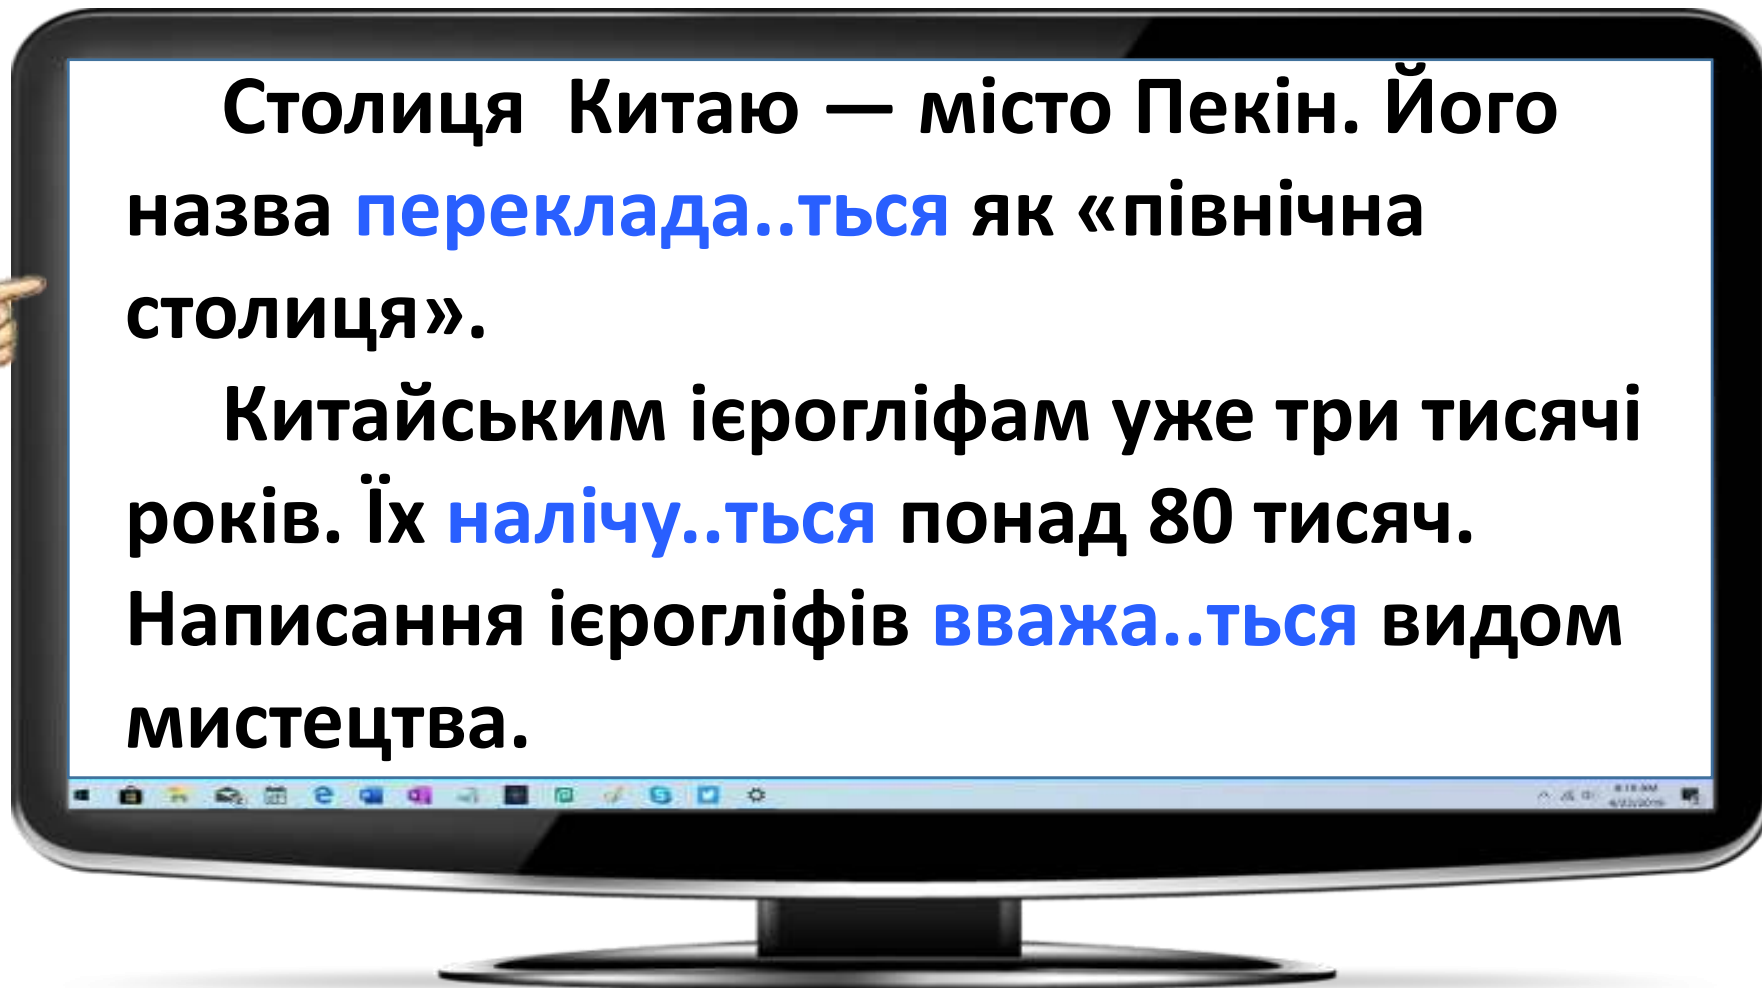 Столиця Китаю — місто Пекін. Його
назва переклада..ться як «північна
столиця».
Китайським ієрогліфам уже три тисячі
років. Їх налічу..ться понад 80 тисяч.
Написання ієрогліфів вважа..ться видом
мистецтва.